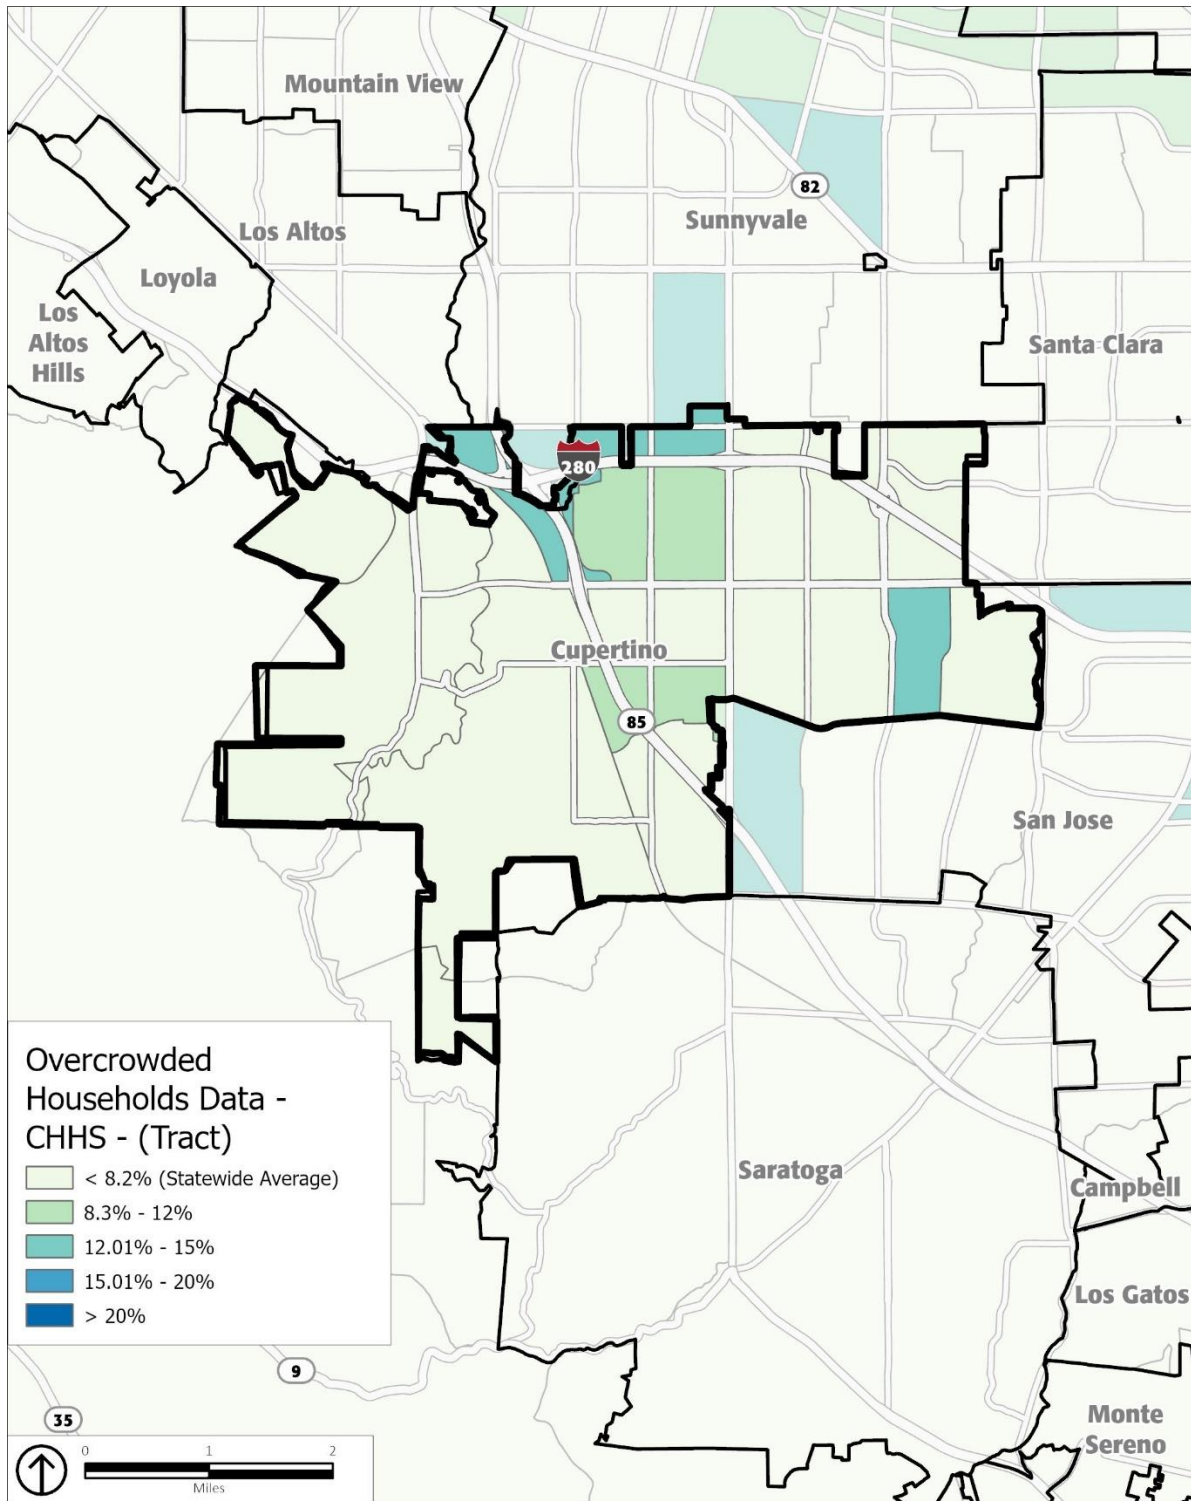 Mountain View
82
Sunnyvale
Los Altos
Loyola
Los
Altos
Hills
Santa Clara
280
Cupertino
85
San Jose
Overcrowded
Households Data -
CHHS - (Tract)
< 8.2% (Statewide Average)
8.3% - 12%
12.01% - 15%
15.01% - 20%
> 20%
Saratoga
Campbell
Los Gatos
9
35
Monte
Sereno
0 1 2
Miles